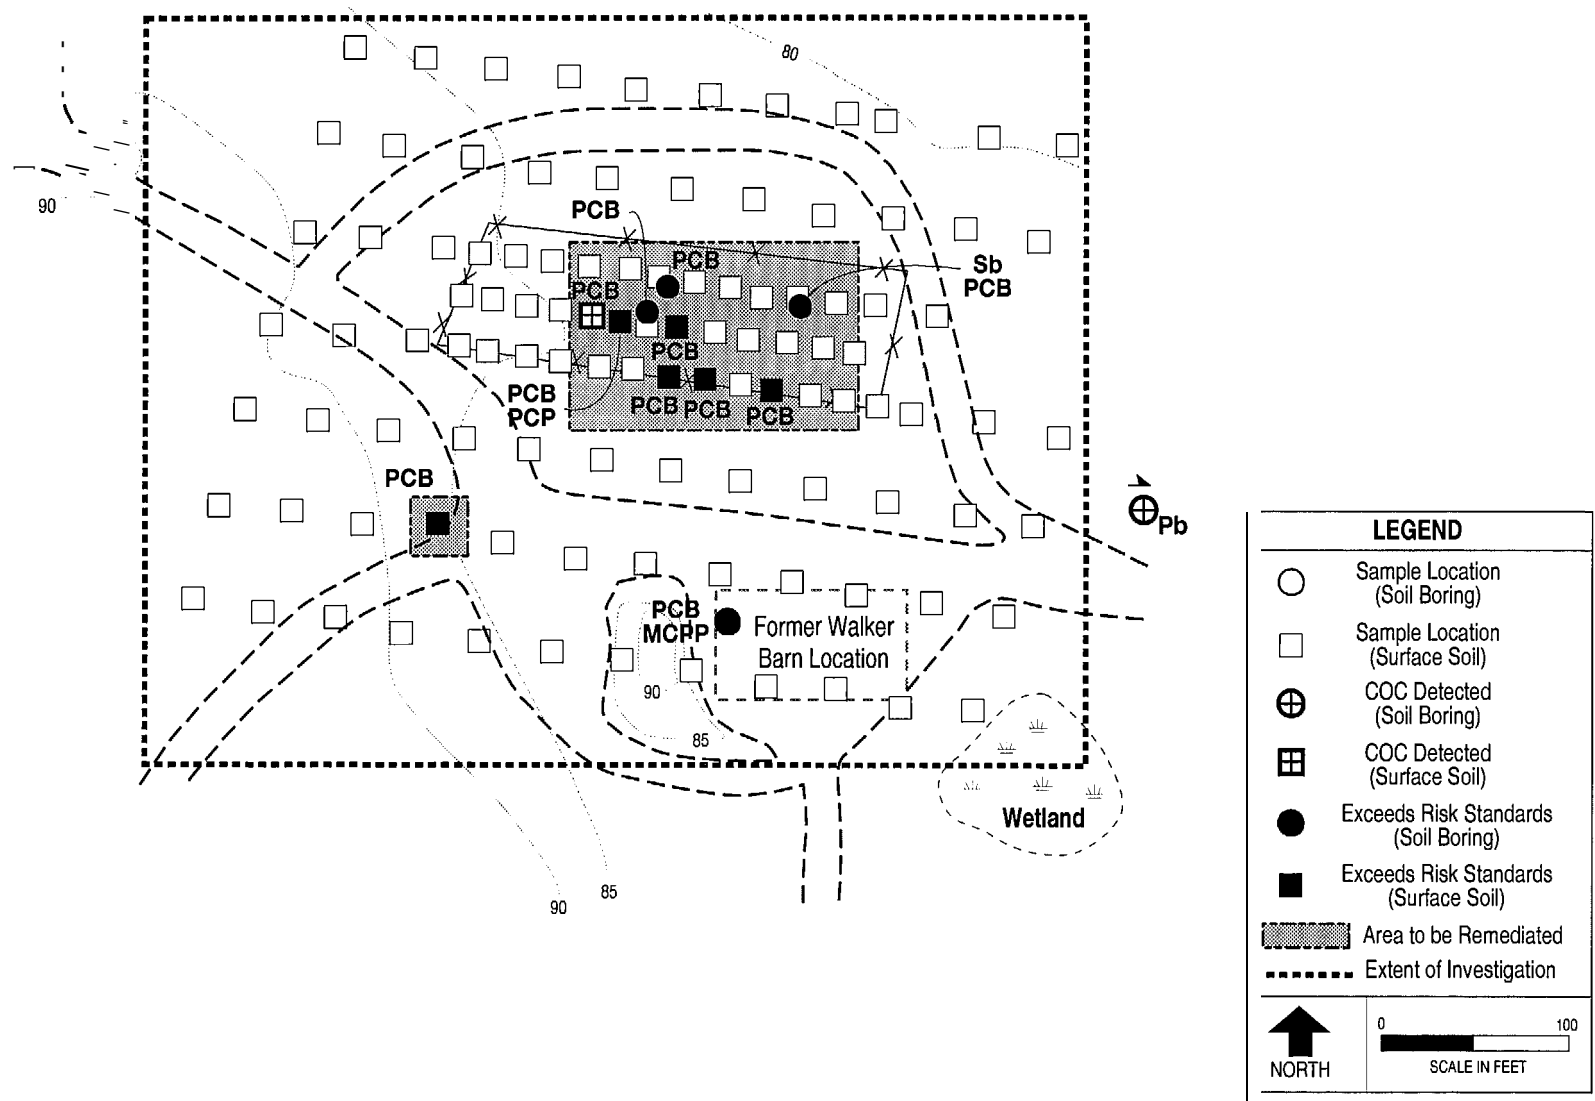 80
90
PCB
PCB
Sb
PCB
PCB
PCB
PCB
PCP
PCB
PCB
PCB
PCB
Pb
PCB
MCPP
Former Walker
Barn Location
90
85
Wetland
85
90
LEGEND
Sample Location
(Soil Boring)
Sample Location
(Surface Soil)
COC Detected
(Soil Boring)
COC Detected
(Surface Soil)
Exceeds Risk Standards
(Soil Boring)
Exceeds Risk Standards
(Surface Soil)
Area to be Remediated
Extent of Investigation
NORTH
0 100
SCALE IN FEET